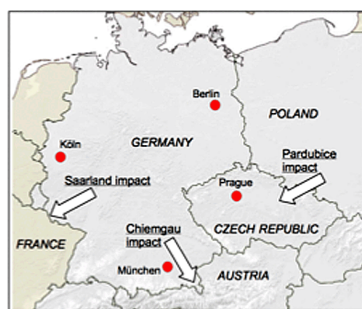 Berlin
POLAND
Köln
GERMANY
Pardubice
impact
Saarland impact
Prague
Chiemgau
impact
CZECH REPUBLIC
FRANCE
München
AUSTRIA